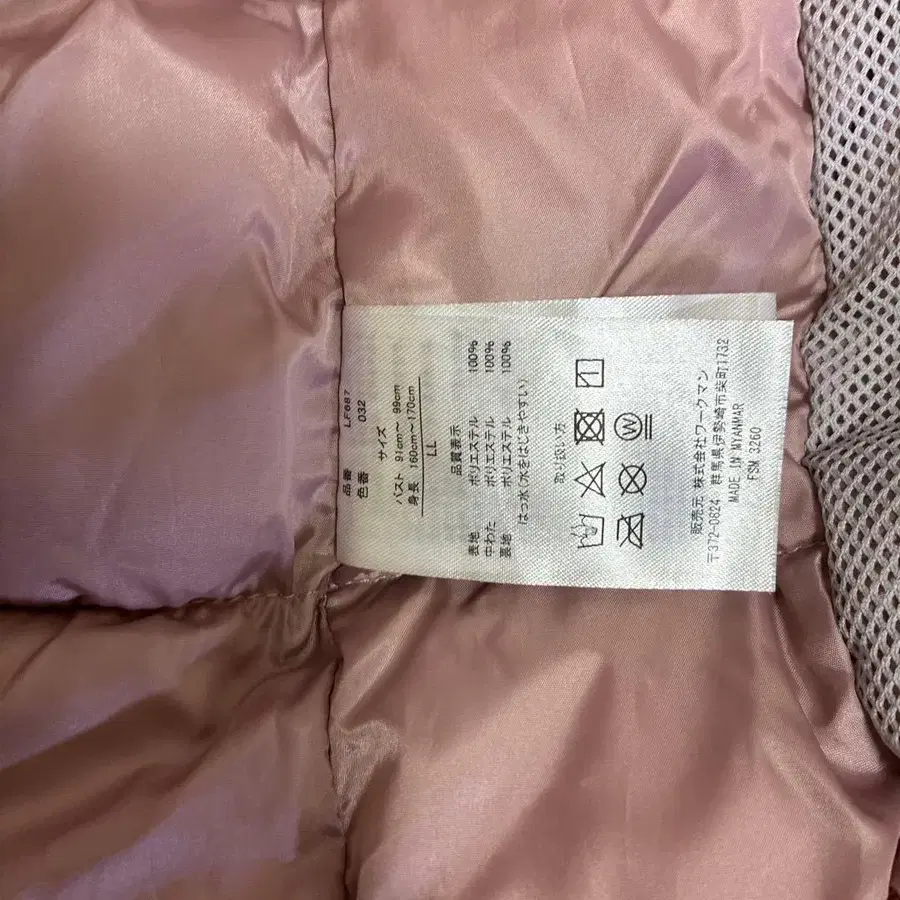 品番 LF687
色番 032
サイズ
バスト 91cm～ 99cm
身長 160cm～170cm
LL
品質表示
表地 ポリエステル 100%
中わた ポリエステル 100%
裏地 ポリエステル 100%
はっ水(水をはじきやすい)
取り扱い方
W
販売元 株式会社ワークマン
〒372-0824 群馬県伊勢崎市柴町1732
MADE IN MYANMAR
FSM 3260